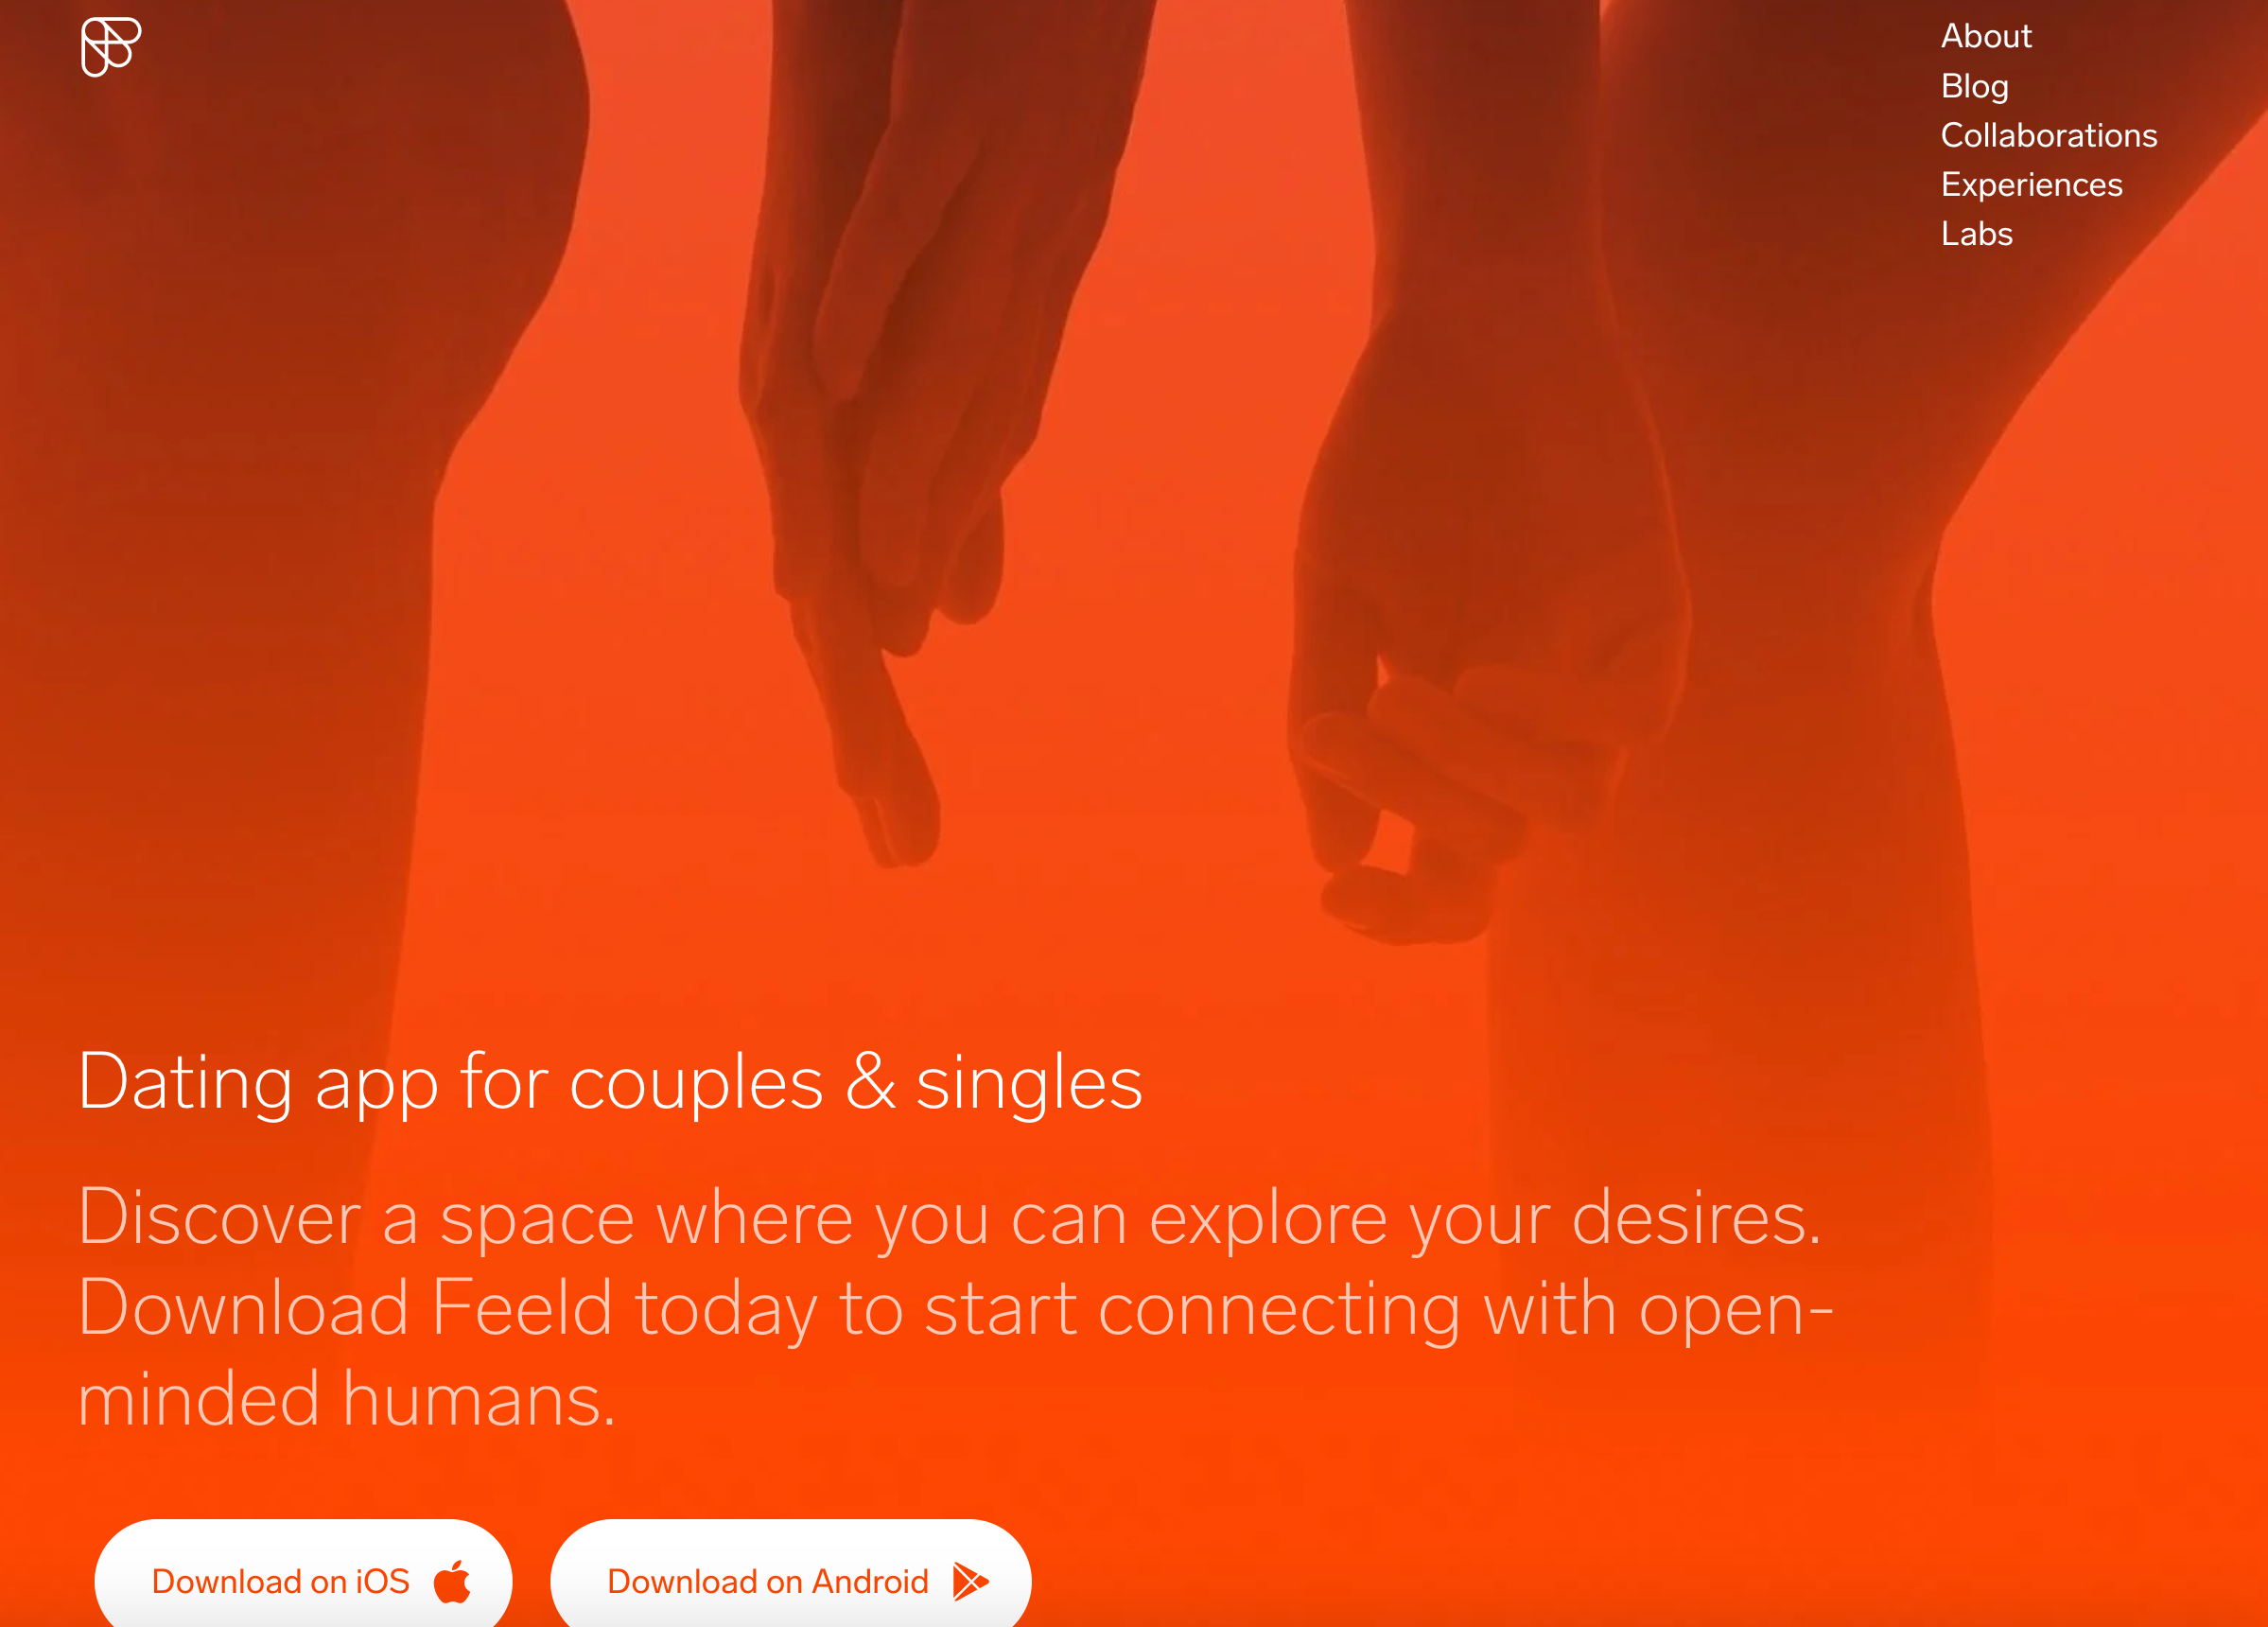 About
Blog
Collaborations
Experiences
Labs
Dating app for couples & singles
Discover a space where you can explore your desires.
Download Feeld today to start connecting with open-
minded humans.
Download on iOS
Download on Android